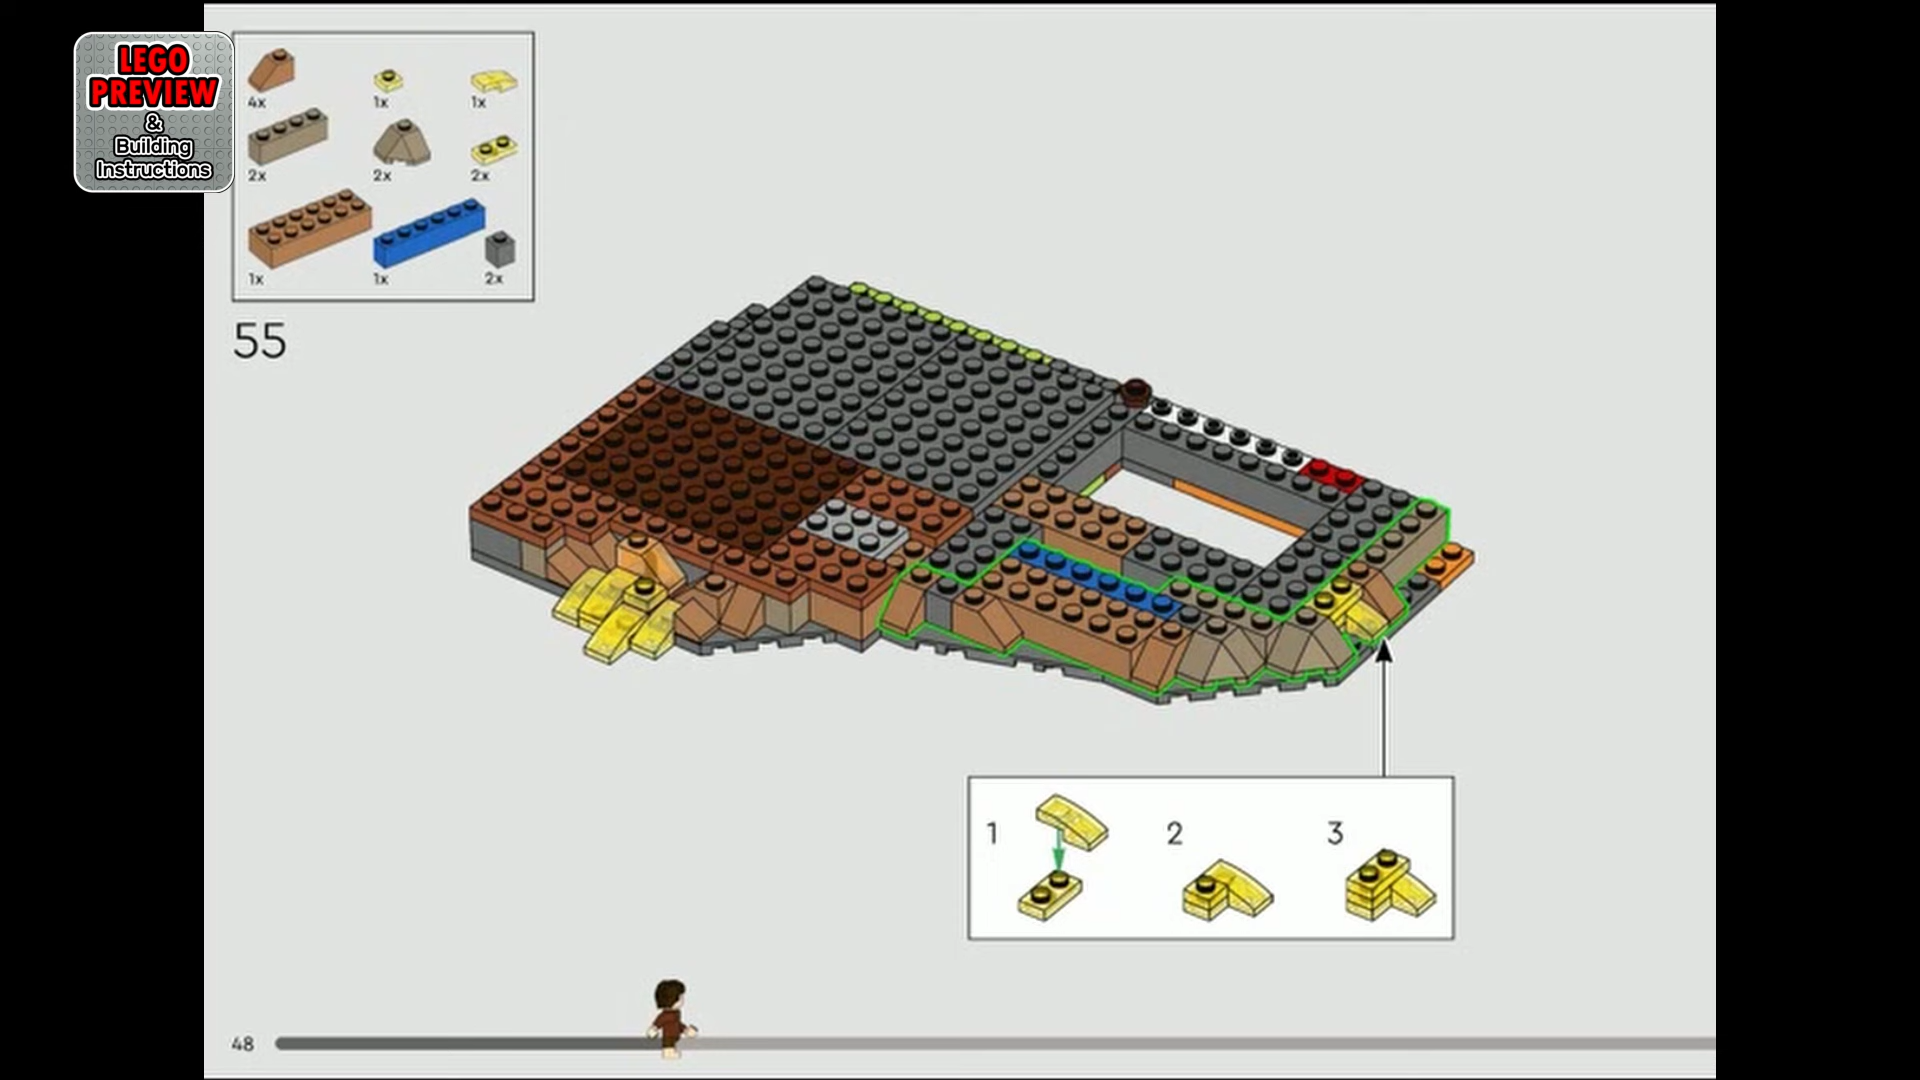 LEGO
PREVIEW
&
Building
Instructions
4x
1x
1x
2x
2x
2x
1x
1x
2x
55
1
2
3
48